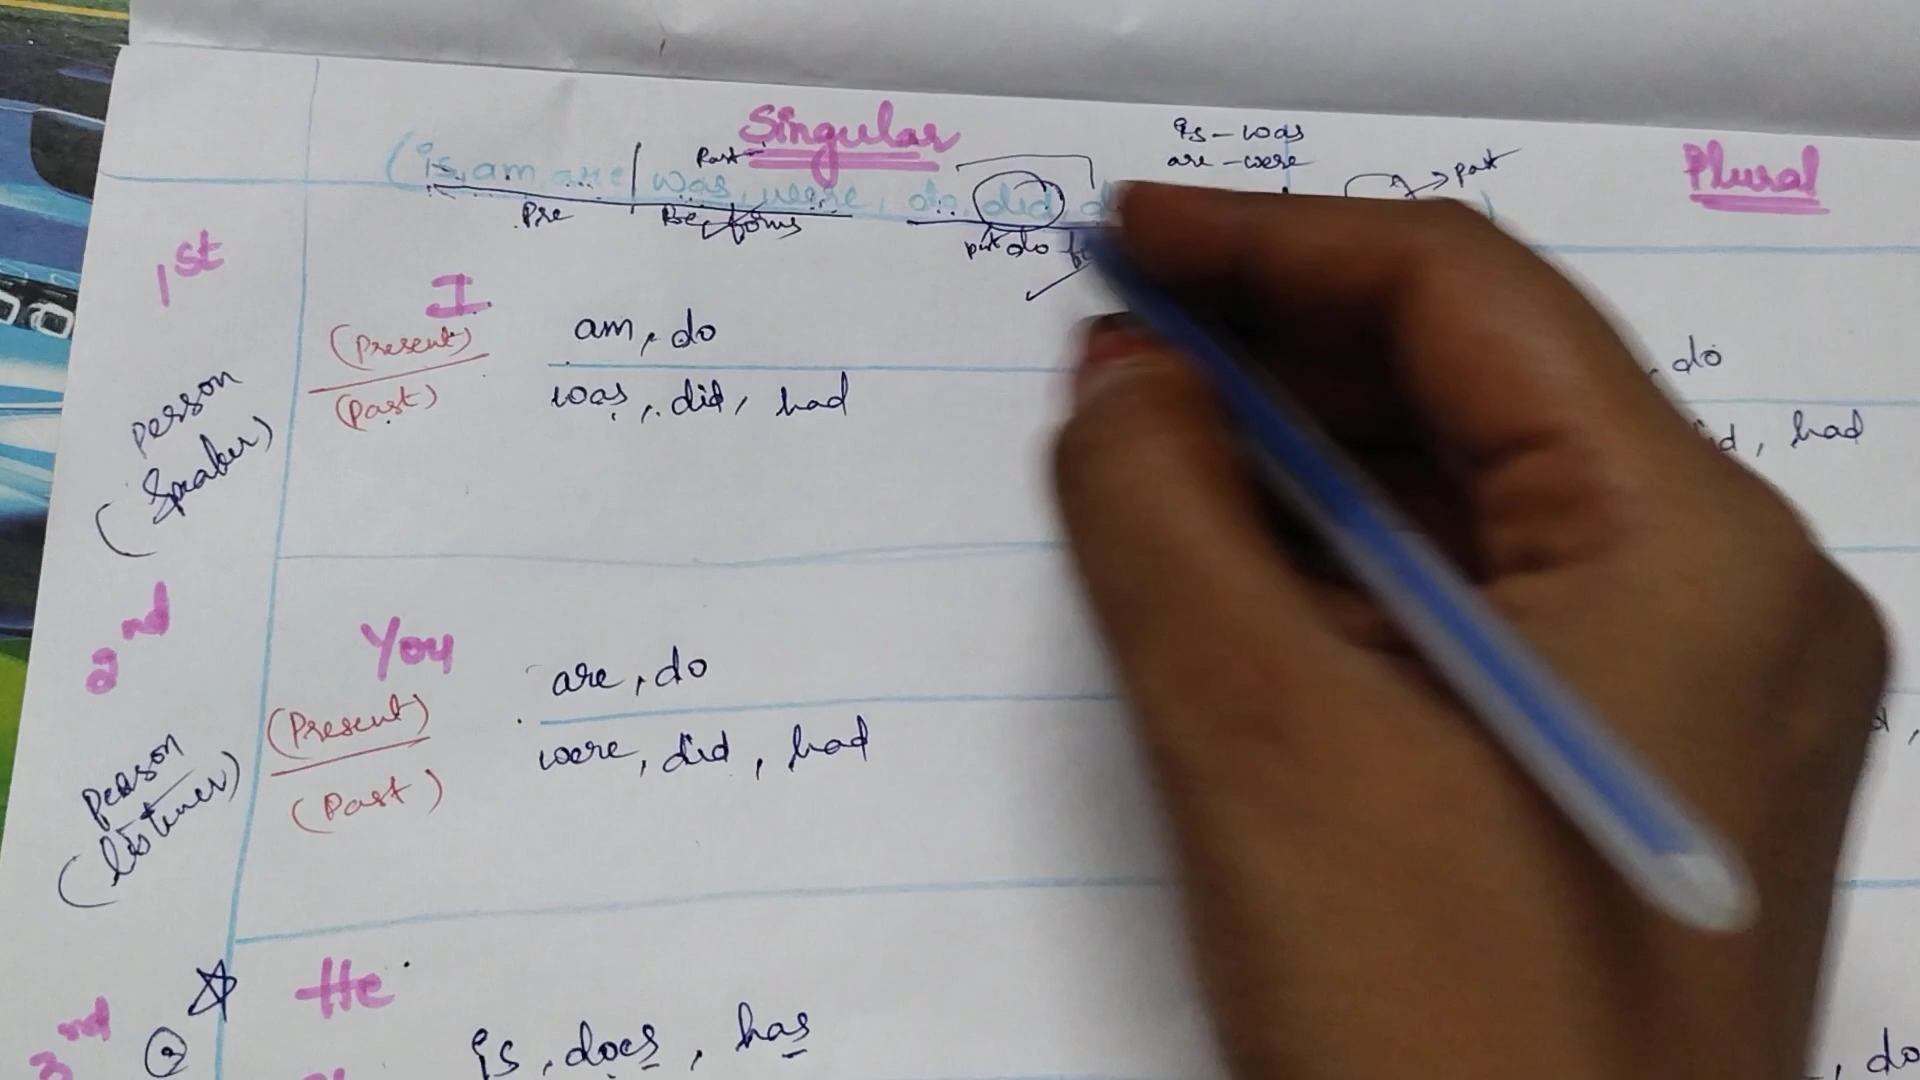 Singular
is - was
are - were
Past
past
Plural
(is, am are | was, were, do, did,
Pre
Be forms
past do
1st
I
(Present)
am, do
do
person
(Past)
was, did, had
did, had
(Speaker)
2nd
You
are, do
(Present)
person
were, did, had
(Past)
(listener)
He
3rd
is, does, has
, do